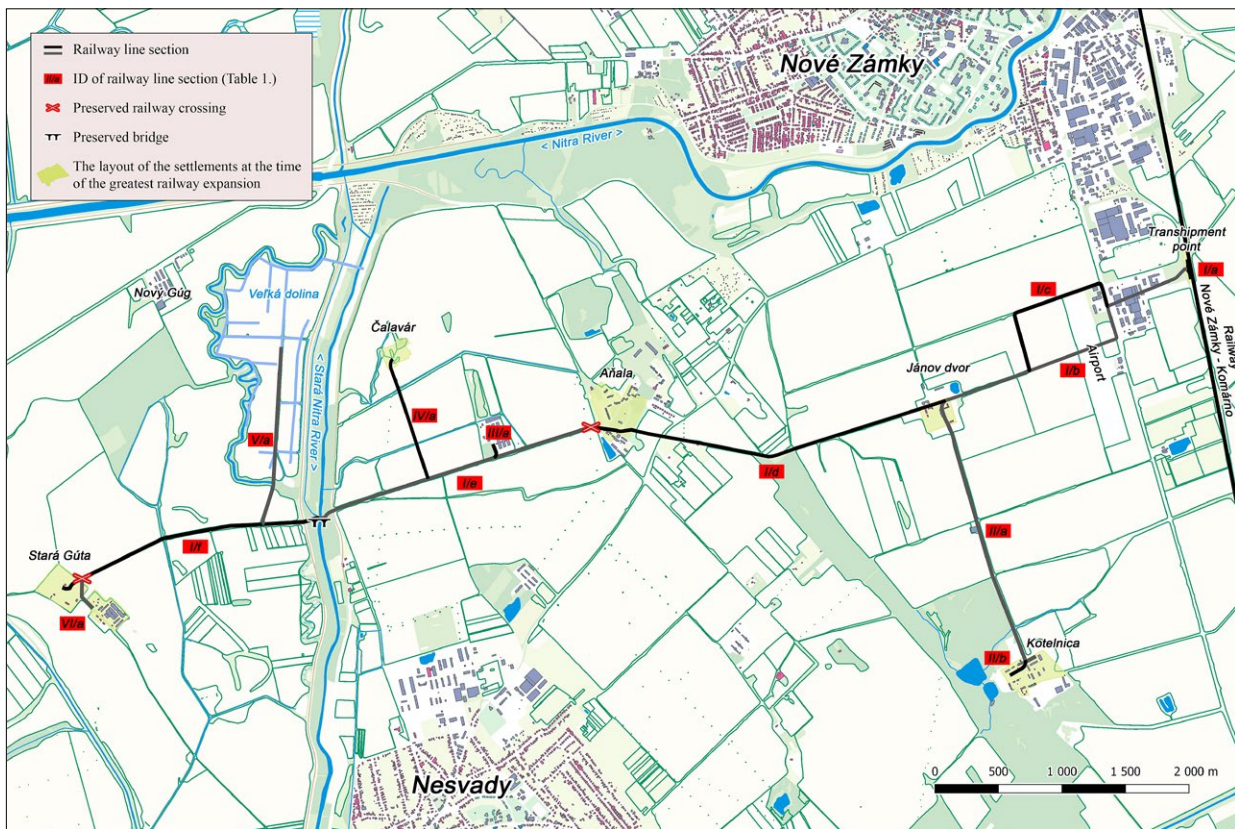 Railway line section
II/a
ID of railway line section (Table 1.)
Preserved railway crossing
Preserved bridge
The layout of the settlements at the time
of the greatest railway expansion
Nové Zámky
< Nitra River >
Transhipment
point
I/a
Railway
Nové Zámky - Komárno
Nový Gúg
Veľká dolina
< Stará Nitra River >
Čalavár
Aňala
I/c
Airport
I/b
Jánov dvor
IV/a
III/a
V/a
I/e
I/d
I/f
II/a
Stará Gúta
VI/a
Kotelnica
II/b
Nesvady
0 500 1 000 1 500 2 000 m